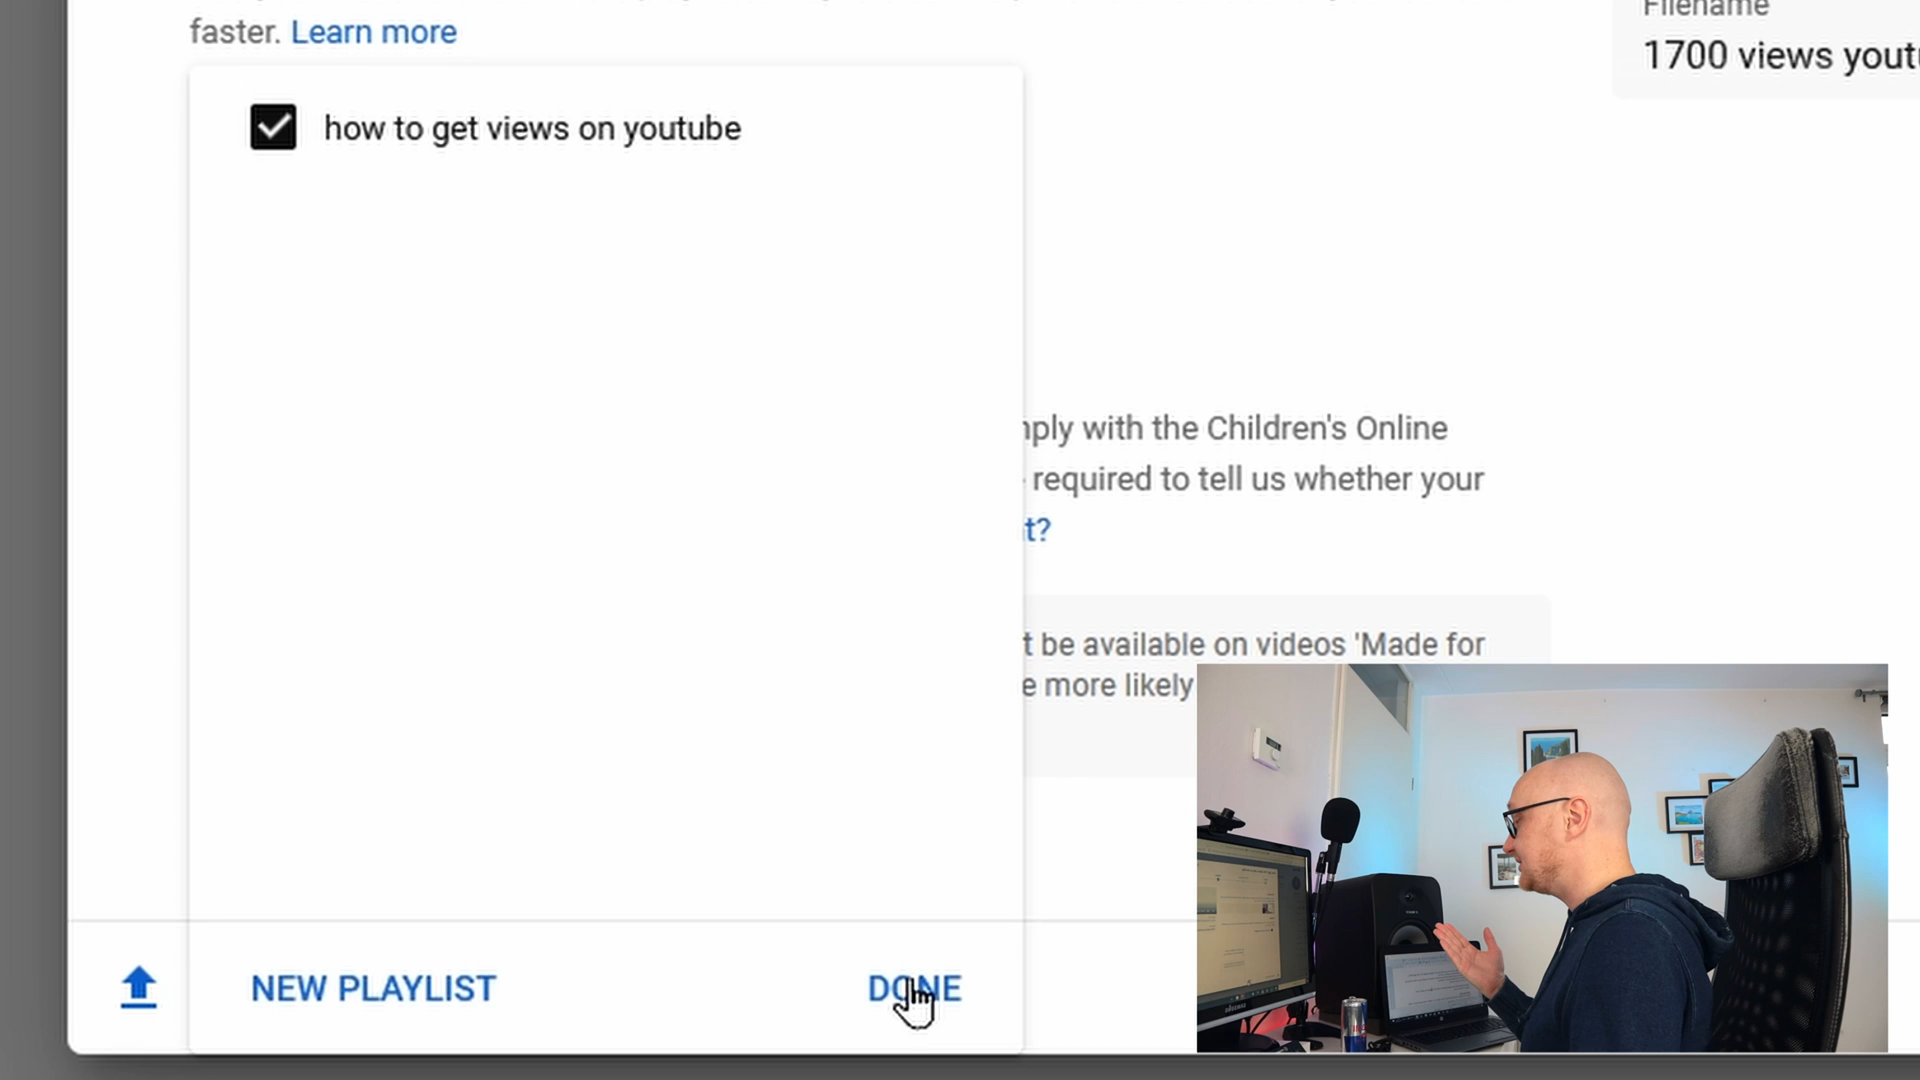 faster. Learn more
Filename
1700 views yout
how to get views on youtube
ply with the Children's Online
required to tell us whether your
t?
t be available on videos 'Made for
e more likely
NEW PLAYLIST
DONE